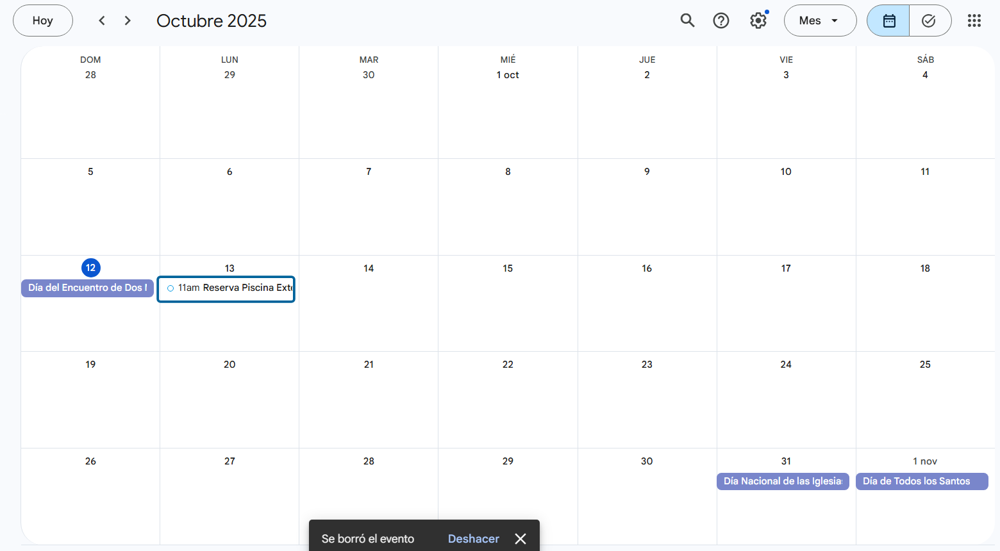 Hoy
Octubre 2025
Mes
DOM LUN MAR MIÉ JUE VIE SÁB
28 29 30 1 oct 2 3 4
5 6 7 8 9 10 11
12 13 14 15 16 17 18
Día del Encuentro de Dos
11am Reserva Piscina Exte
19 20 21 22 23 24 25
26 27 28 29 30 31 1 nov
Día Nacional de las Iglesia
Día de Todos los Santos
Se borró el evento Deshacer